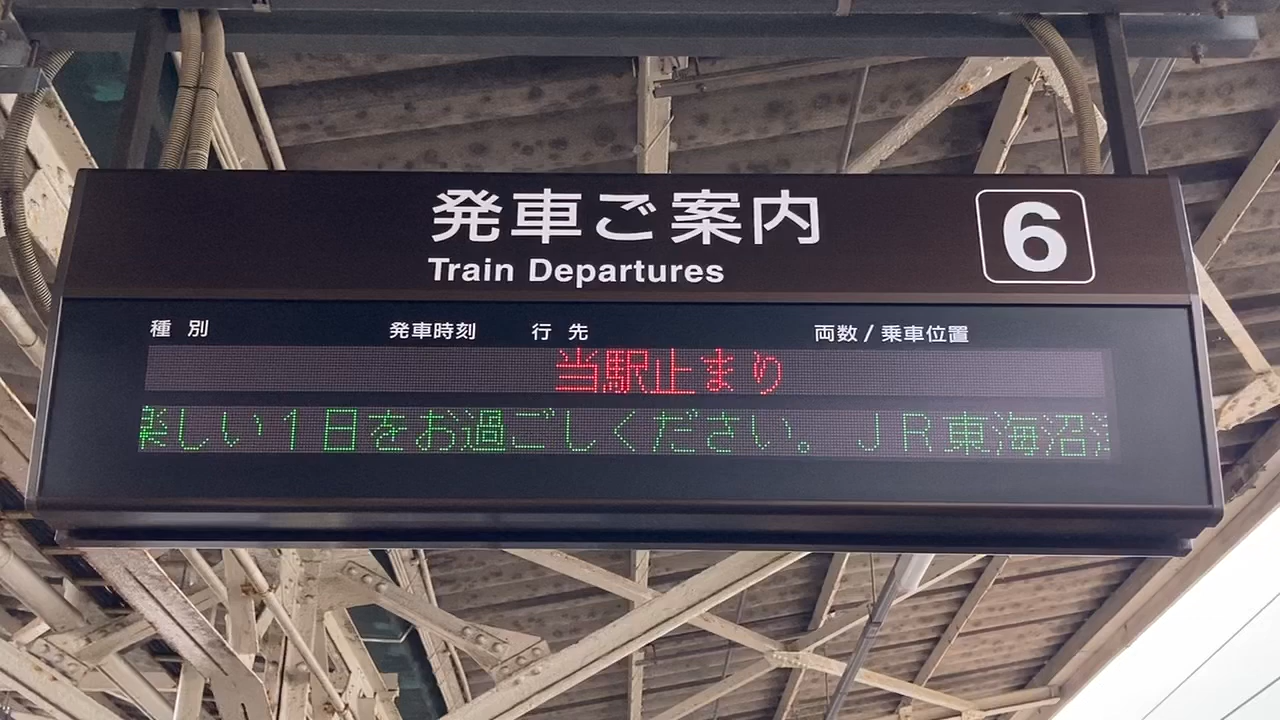 発車ご案内
Train Departures
6
種別 発車時刻 行先 両数 / 乗車位置
当駅止まり
楽しい１日をお過ごしください。 ＪＲ東海沼